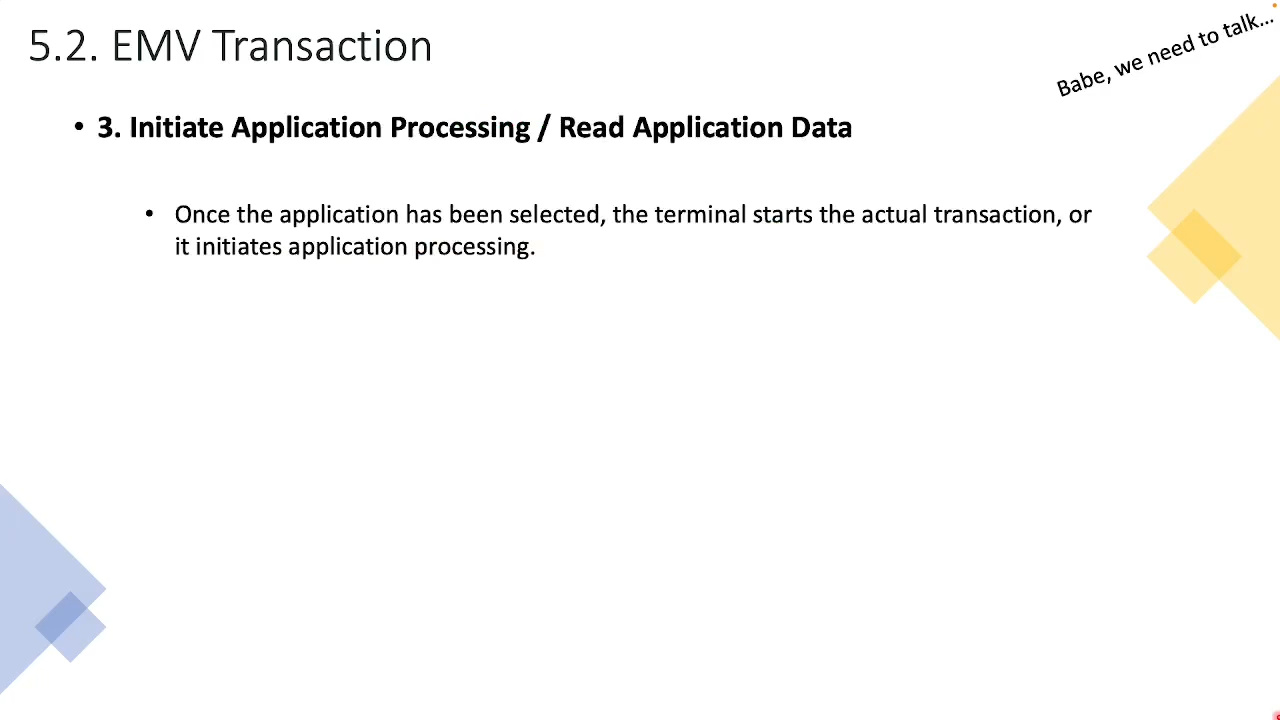 5.2. EMV Transaction
Babe, we need to talk...
• 3. Initiate Application Processing / Read Application Data
• Once the application has been selected, the terminal starts the actual transaction, or
it initiates application processing.